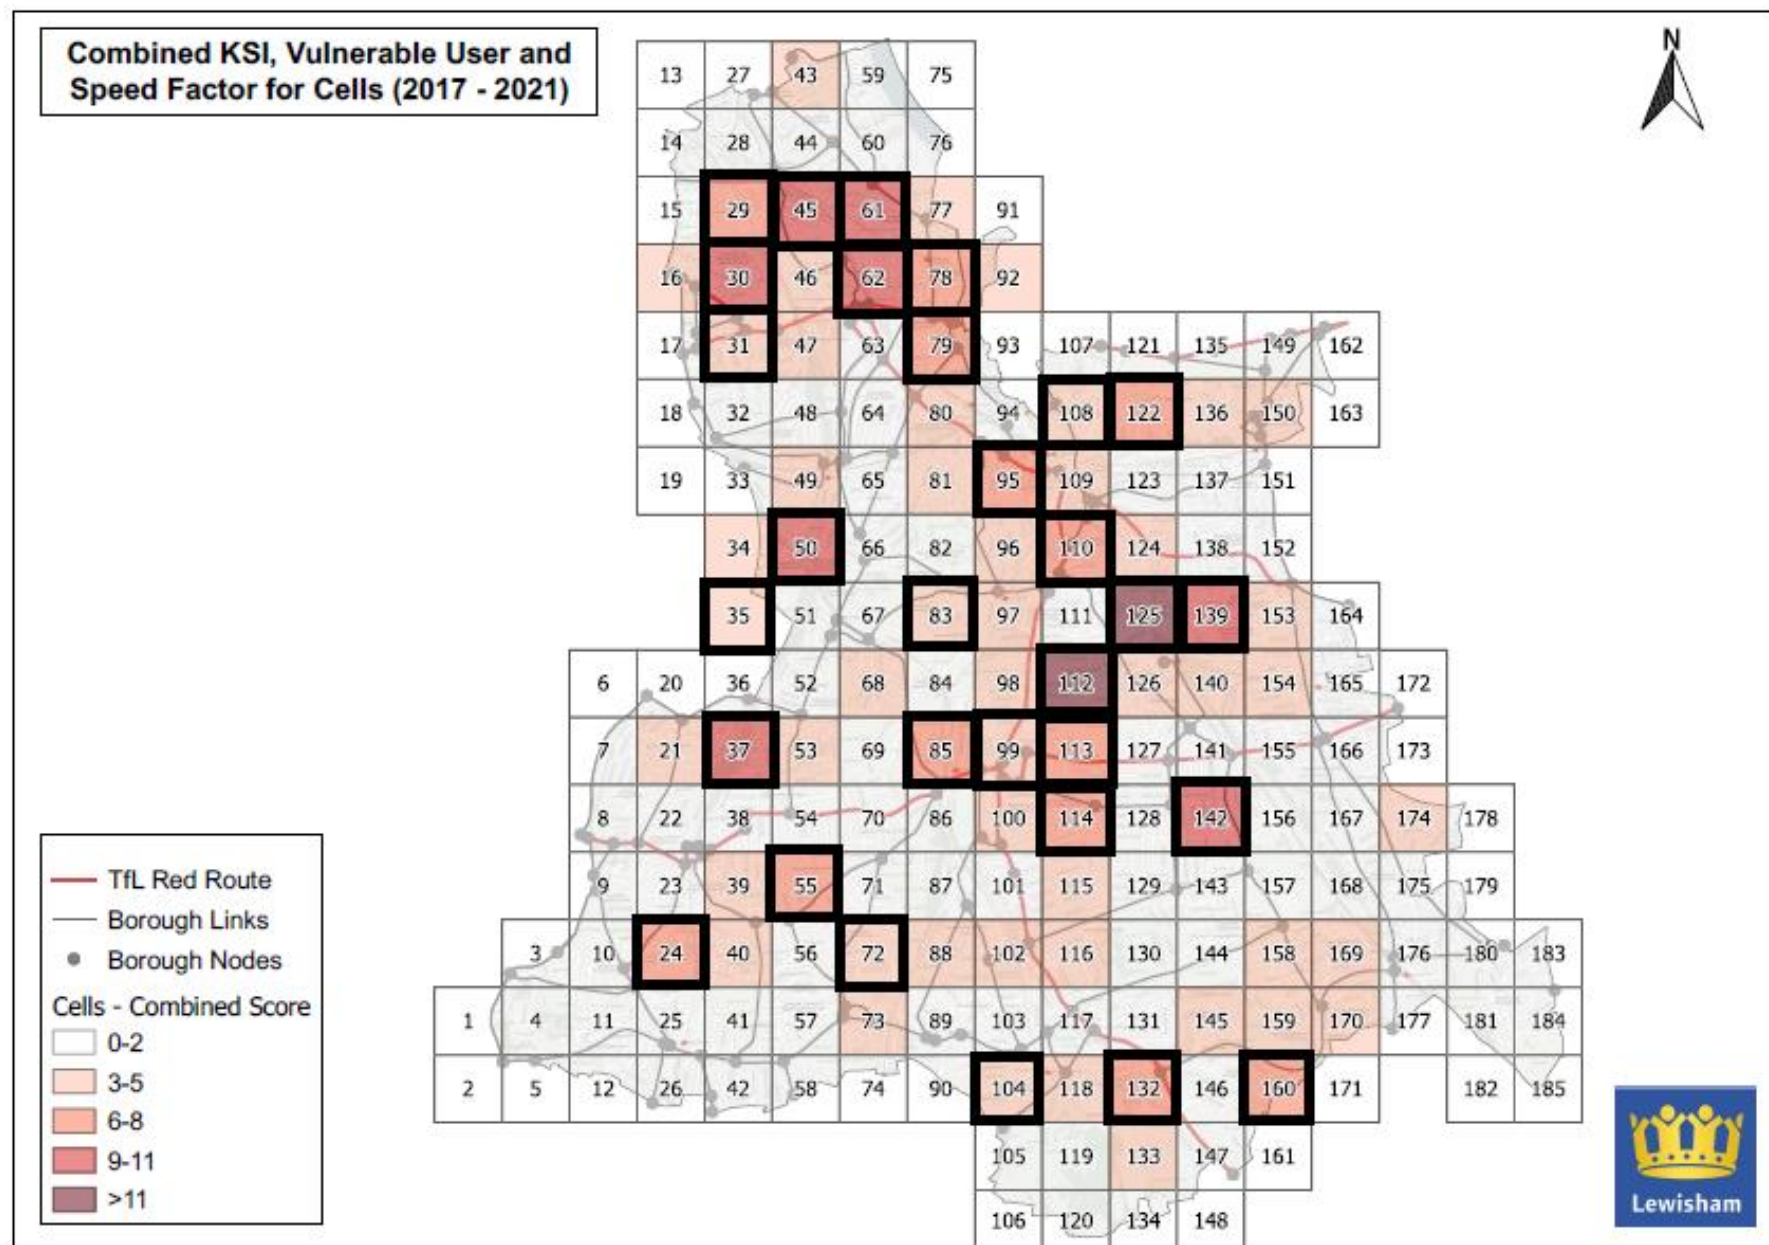 Combined KSI, Vulnerable User and
Speed Factor for Cells (2017 - 2021)
N
13 27 43 59 75
14 28 44 60 76
15 29 45 61 77 91
16 30 46 62 78 92
17 31 47 63 79 93 107 121 135 149 162
18 32 48 64 80 94 108 122 136 150 163
19 33 49 65 81 95 109 123 137 151
34 50 66 82 96 110 124 138 152
35 51 67 83 97 111 125 139 153 164
6 20 36 52 68 84 98 112 126 140 154 165 172
7 21 37 53 69 85 99 113 127 141 155 166 173
8 22 38 54 70 86 100 114 128 142 156 167 174 178
9 23 39 55 71 87 101 115 129 143 157 168 175 179
3 10 24 40 56 72 88 102 116 130 144 158 169 176 180 183
1 4 11 25 41 57 73 89 103 117 131 145 159 170 177 181 184
2 5 12 26 42 58 74 90 104 118 132 146 160 171 182 185
105 119 133 147 161
106 120 134 148
TfL Red Route
Borough Links
Borough Nodes
Cells - Combined Score
0-2
3-5
6-8
9-11
>11
Lewisham